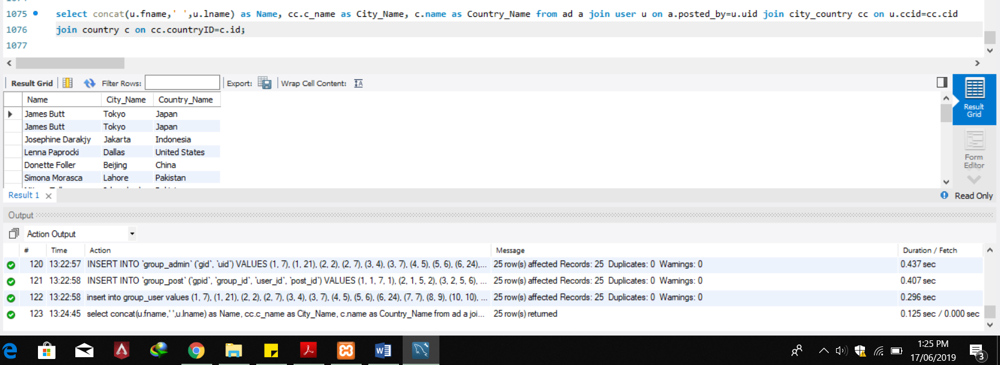 1075 select concat(u.fname,' ',u.lname) as Name, cc.c_name as City_Name, c.name as Country_Name from ad a join user u on a.posted_by=u.uid join city_country cc on u.ccid=cc.cid
1076 join country c on cc.countryID=c.id;
1077
Result Grid Filter Rows: Export: Wrap Cell Content: IA
Name City_Name Country_Name
James Butt Tokyo Japan
James Butt Tokyo Japan
Josephine Darakjy Jakarta Indonesia
Lenna Paprocki Dallas United States
Donette Foller Beijing China
Simona Morasca Lahore Pakistan
Result Grid
Form Editor
Result 1 Read Only
Output
Action Output
# Time Action Message Duration / Fetch
120 13:22:57 INSERT INTO `group_admin` (`gid`, `uid`) VALUES (1, 7), (1, 21), (2, 2), (2, 7), (3, 4), (3, 7), (4, 5), (5, 6), (6, 24),... 25 row(s) affected Records: 25 Duplicates: 0 Warnings: 0 0.437 sec
121 13:22:58 INSERT INTO `group_post` (`gpid`, `group_id`, `user_id`, `post_id`) VALUES (1, 1, 7, 1), (2, 1, 5, 2), (3, 2, 5, 6), ... 25 row(s) affected Records: 25 Duplicates: 0 Warnings: 0 0.407 sec
122 13:22:58 insert into group_user values (1, 7), (1, 21), (2, 2), (2, 7), (3, 4), (3, 7), (4, 5), (5, 6), (6, 24), (7, 7), (8, 9), (10, 10), ... 25 row(s) affected Records: 25 Duplicates: 0 Warnings: 0 0.296 sec
123 13:24:45 select concat(u.fname,' ',u.lname) as Name, cc.c_name as City_Name, c.name as Country_Name from ad a joi... 25 row(s) returned 0.125 sec / 0.000 sec
1:25 PM
17/06/2019
3